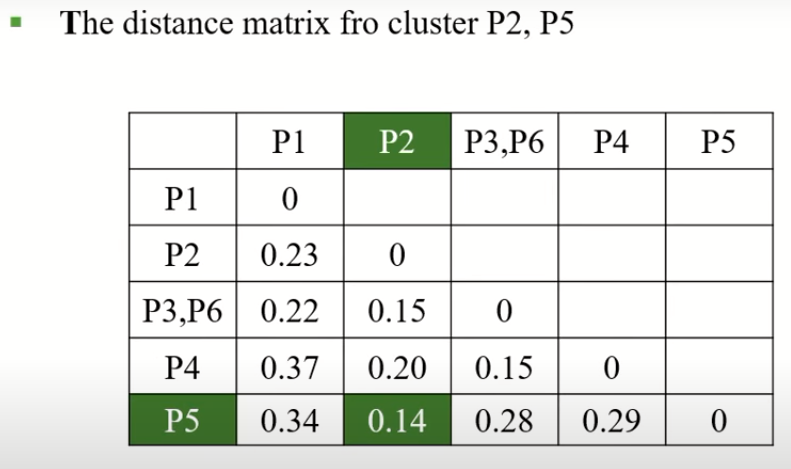 The distance matrix fro cluster P2, P5
P1 P2 P3,P6 P4 P5
P1 0
P2 0.23 0
P3,P6 0.22 0.15 0
P4 0.37 0.20 0.15 0
P5 0.34 0.14 0.28 0.29 0